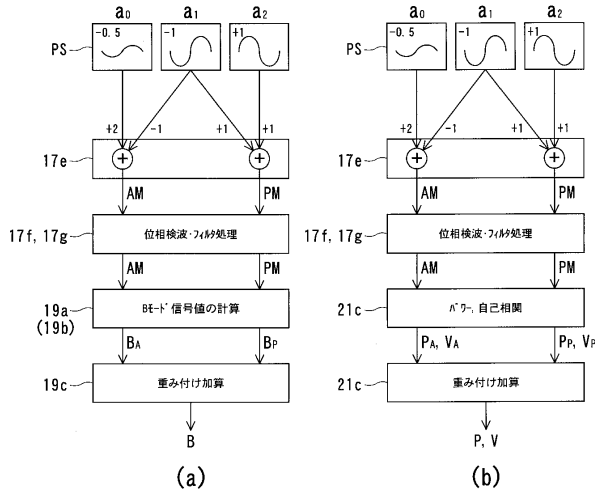 a0 a1 a2
PS -0.5 -1 +1
+2 -1 +1 +1
17e + +
AM PM
17f, 17g 位相検波・フィルタ処理
AM PM
19a Bモード信号値の計算
(19b)
BA BP
19c 重み付け加算
B
(a)
a0 a1 a2
PS -0.5 -1 +1
+2 -1 +1 +1
17e + +
AM PM
17f, 17g 位相検波・フィルタ処理
AM PM
21c パワー, 自己相関
PA, VA PP, VP
21c 重み付け加算
P, V
(b)